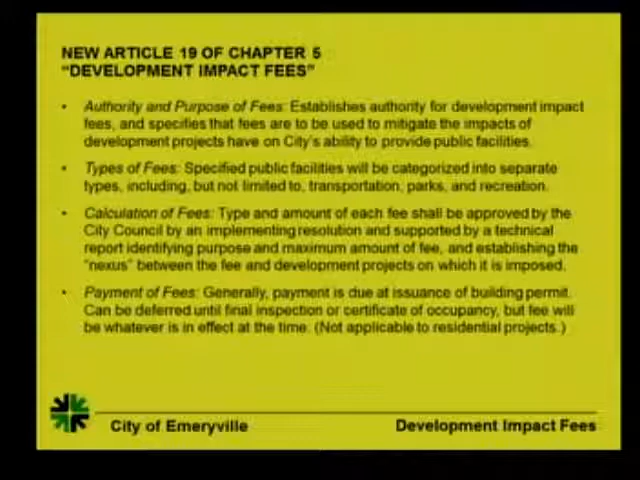 NEW ARTICLE 19 OF CHAPTER 5
“DEVELOPMENT IMPACT FEES”
• Authority and Purpose of Fees: Establishes authority for development impact
fees, and specifies that fees are to be used to mitigate the impacts of
development projects have on City’s ability to provide public facilities.
• Types of Fees: Specified public facilities will be categorized into separate
types, including, but not limited to, transportation, parks, and recreation.
• Calculation of Fees: Type and amount of each fee shall be approved by the
City Council by an implementing resolution and supported by a technical
report identifying purpose and maximum amount of fee, and establishing the
“nexus” between the fee and development projects on which it is imposed.
• Payment of Fees: Generally, payment is due at issuance of building permit.
Can be deferred until final inspection or certificate of occupancy, but fee will
be whatever is in effect at the time. (Not applicable to residential projects.)
City of Emeryville
Development Impact Fees